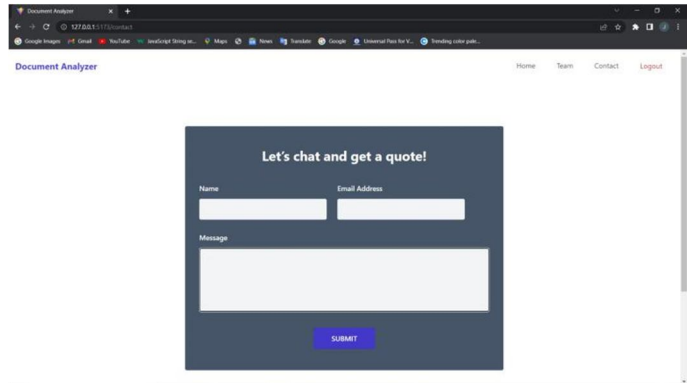 Document Analyzer
127.0.0.1:5173/contact
Google Images Gmail YouTube JavaScript String se... Maps News Translate Google Universal Pass for V... Trending color pale...
Document Analyzer Home Team Contact Logout
Let's chat and get a quote!
Name Email Address
Message
SUBMIT